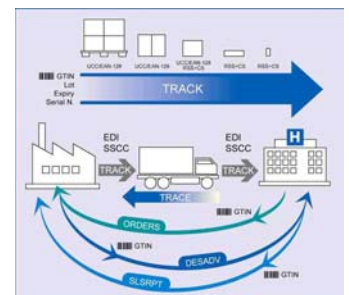 UCC/EAN-128
UCC/EAN-128
UCC/EAN-128
RSS+CS
RSS+CS
RSS+CS
GTIN
Lot
Expiry
Serial N.
TRACK
EDI
SSCC
EDI
SSCC
H
TRACK
TRACK
TRACE
GTIN
ORDERS
GTIN
DESADV
GTIN
SLSRPT